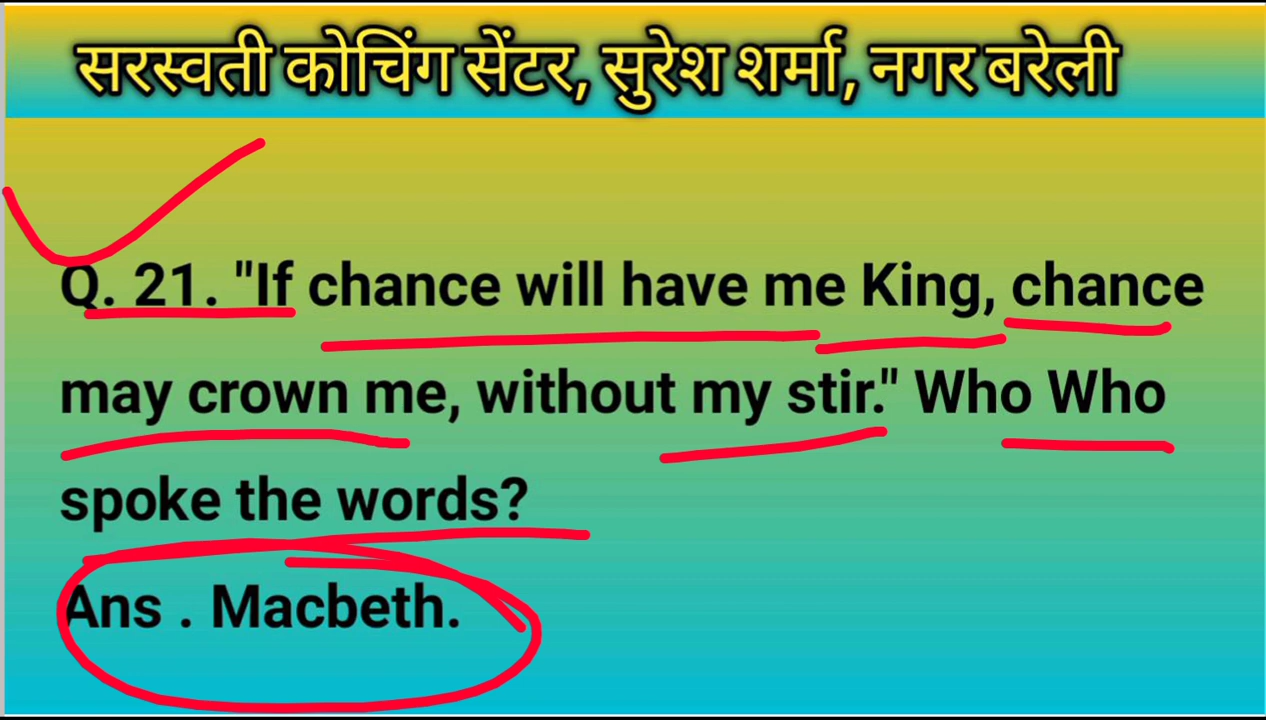 सरस्वती कोचिंग सेंटर, सुरेश शर्मा, नगर बरेली
Q. 21. "If chance will have me King, chance
may crown me, without my stir." Who Who
spoke the words?
Ans . Macbeth.